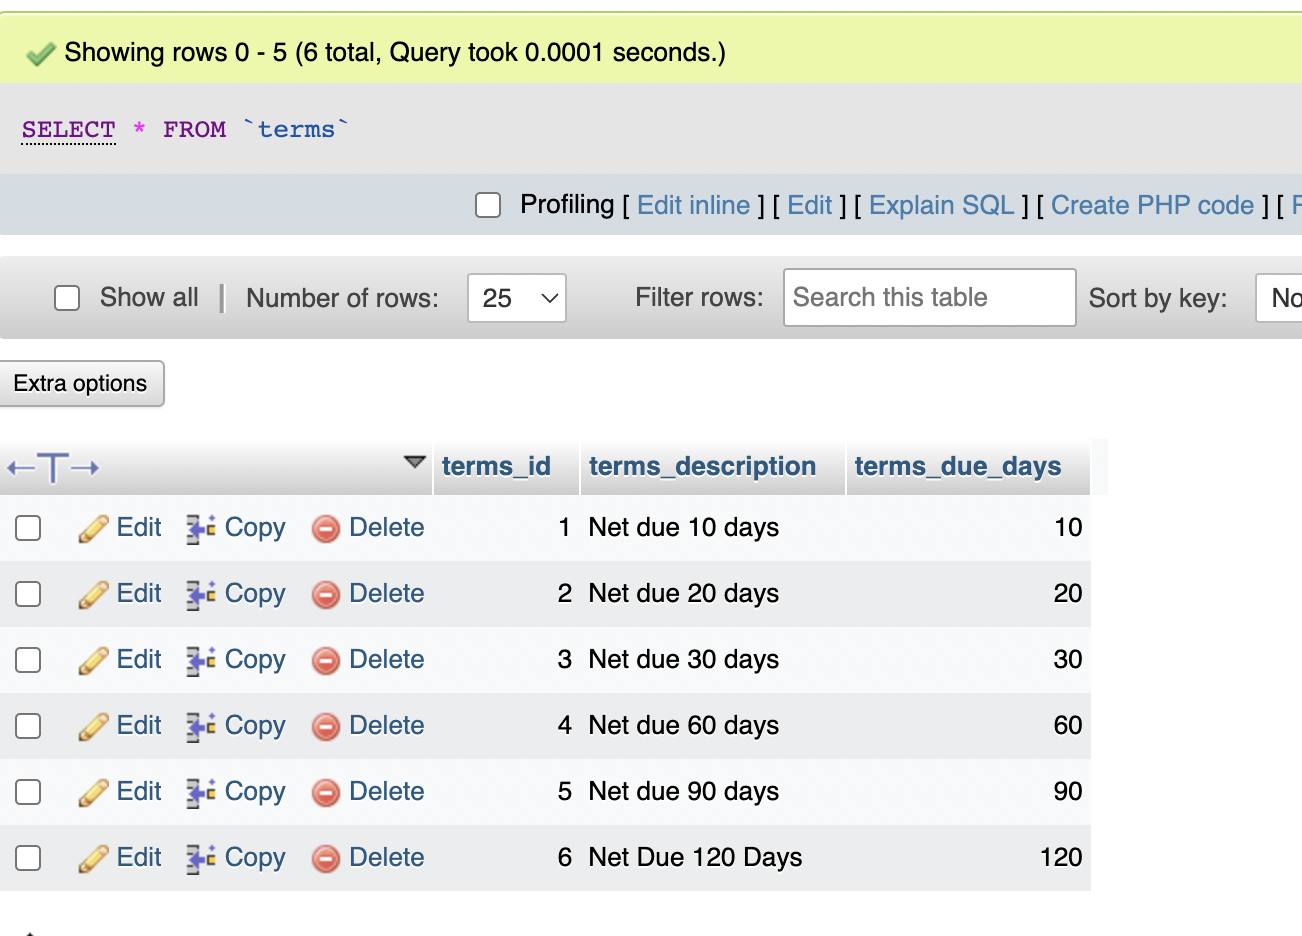 Showing rows 0 - 5 (6 total, Query took 0.0001 seconds.)
SELECT * FROM `terms`
Profiling [ Edit inline ] [ Edit ] [ Explain SQL ] [ Create PHP code ] [
Show all | Number of rows: 25 Filter rows: Search this table Sort by key: No
Extra options
←T→ terms_id terms_description terms_due_days
Edit Copy Delete 1 Net due 10 days 10
Edit Copy Delete 2 Net due 20 days 20
Edit Copy Delete 3 Net due 30 days 30
Edit Copy Delete 4 Net due 60 days 60
Edit Copy Delete 5 Net due 90 days 90
Edit Copy Delete 6 Net Due 120 Days 120